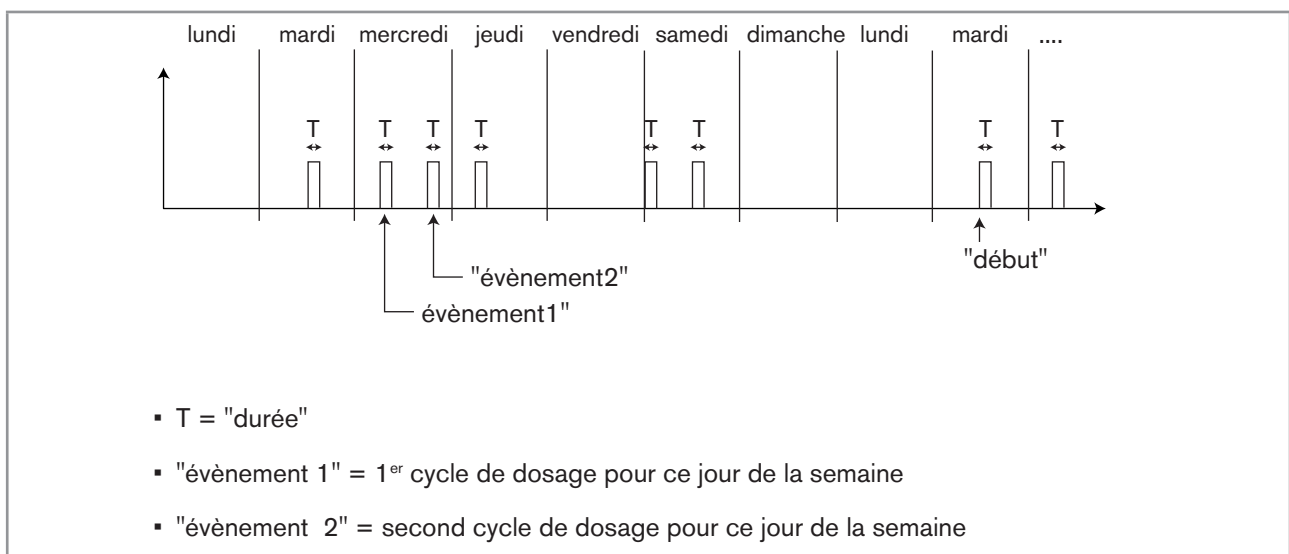 lundi mardi mercredi jeudi vendredi samedi dimanche lundi mardi ....
T T T T T T T T
"début"
"évènement2"
évènement1"
▪ T = "durée"
▪ "évènement 1" = 1er cycle de dosage pour ce jour de la semaine
▪ "évènement 2" = second cycle de dosage pour ce jour de la semaine